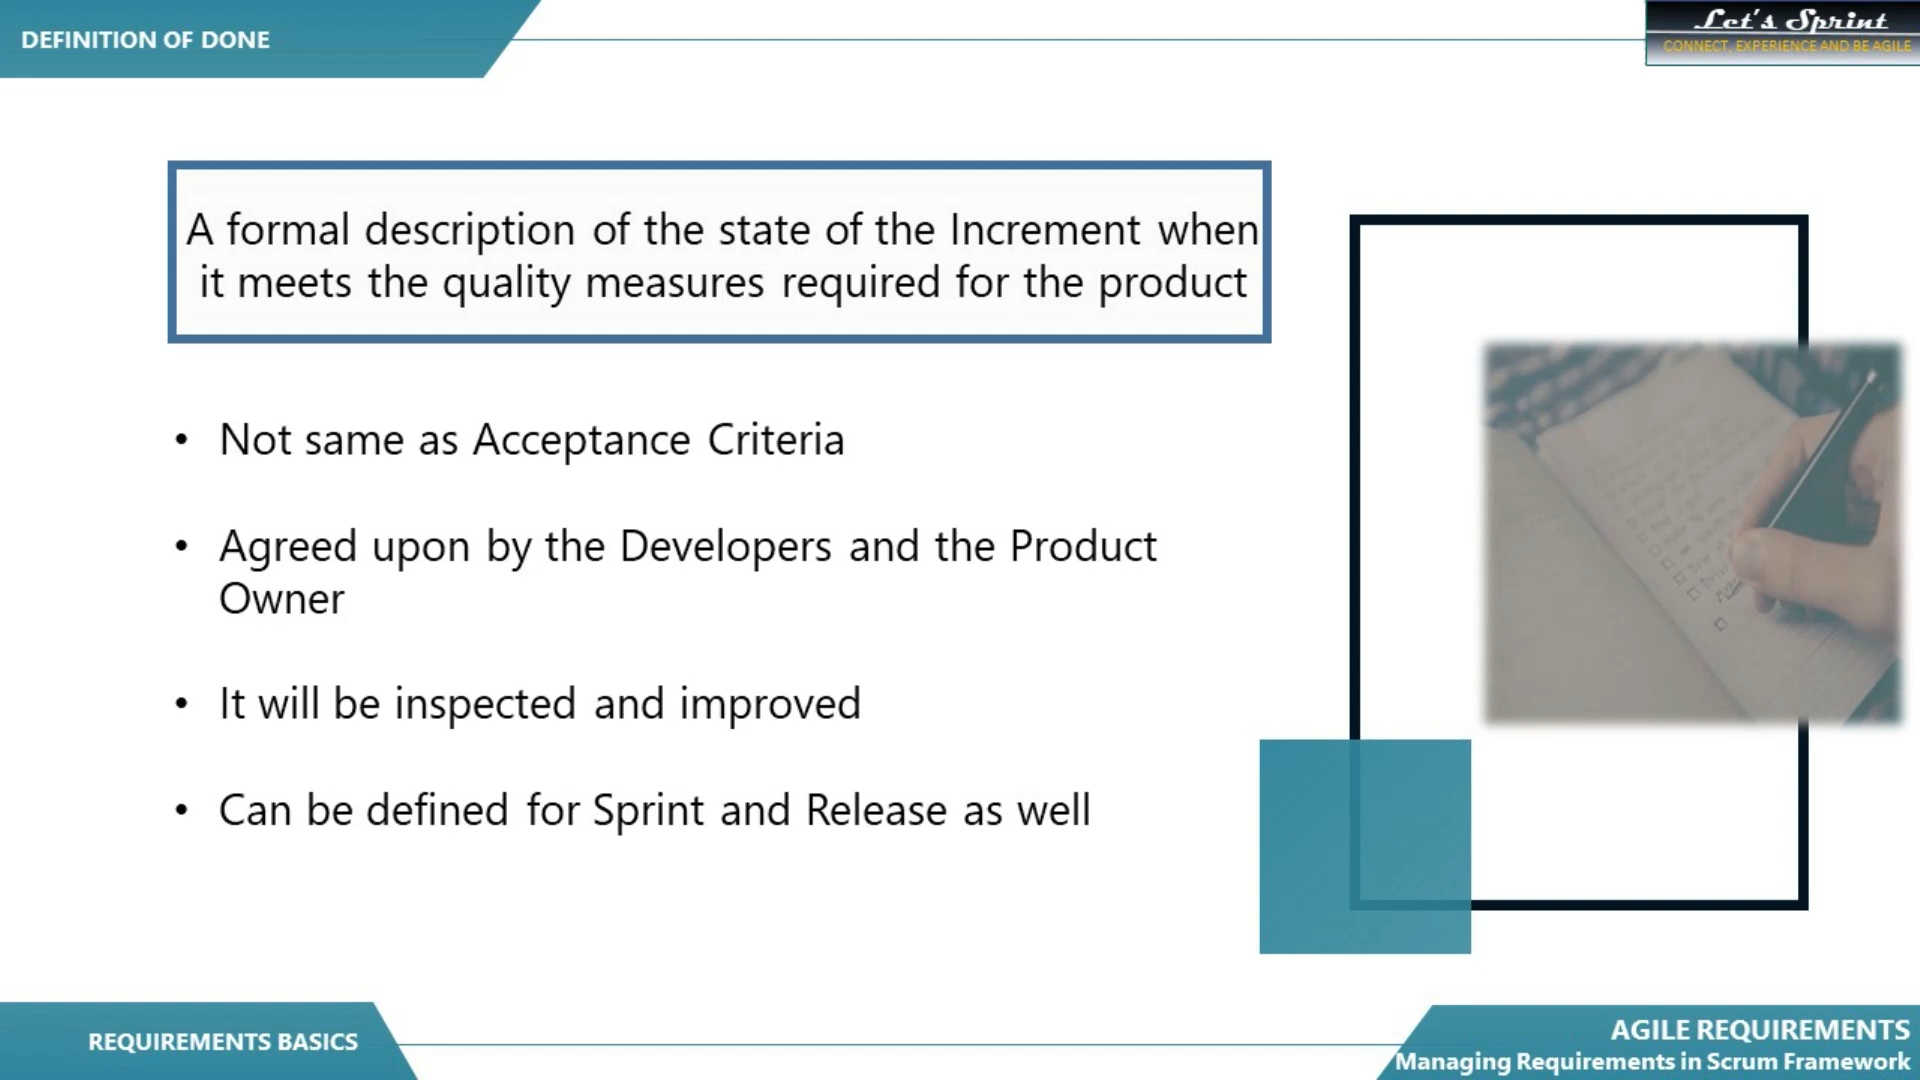 DEFINITION OF DONE
Let's Sprint
CONNECT, EXPERIENCE AND BE AGILE
A formal description of the state of the Increment when
it meets the quality measures required for the product
• Not same as Acceptance Criteria
• Agreed upon by the Developers and the Product
Owner
• It will be inspected and improved
• Can be defined for Sprint and Release as well
REQUIREMENTS BASICS
AGILE REQUIREMENTS
Managing Requirements in Scrum Framework